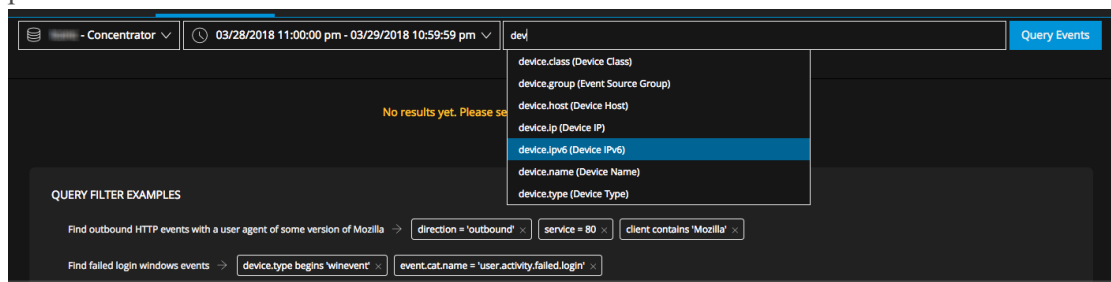 - Concentrator
03/28/2018 11:00:00 pm - 03/29/2018 10:59:59 pm
dev
Query Events
device.class (Device Class)
device.group (Event Source Group)
device.host (Device Host)
device.ip (Device IP)
device.ipv6 (Device IPv6)
device.name (Device Name)
device.type (Device Type)
No results yet. Please se
QUERY FILTER EXAMPLES
Find outbound HTTP events with a user agent of some version of Mozilla → direction = 'outbound' × service = 80 × client contains 'Mozilla' ×
Find failed login windows events → device.type begins 'winevent' × event.cat.name = 'user.activity.failed.login' ×